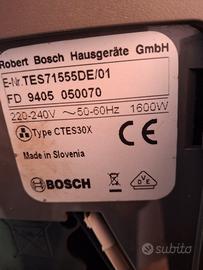 Robert Bosch Hausgeräte GmbH
E-Nr. TES71555DE/01
FD 9405 050070
220-240V ~ 50-60Hz 1600W
Type CTES30X
Made in Slovenia
BOSCH
subito